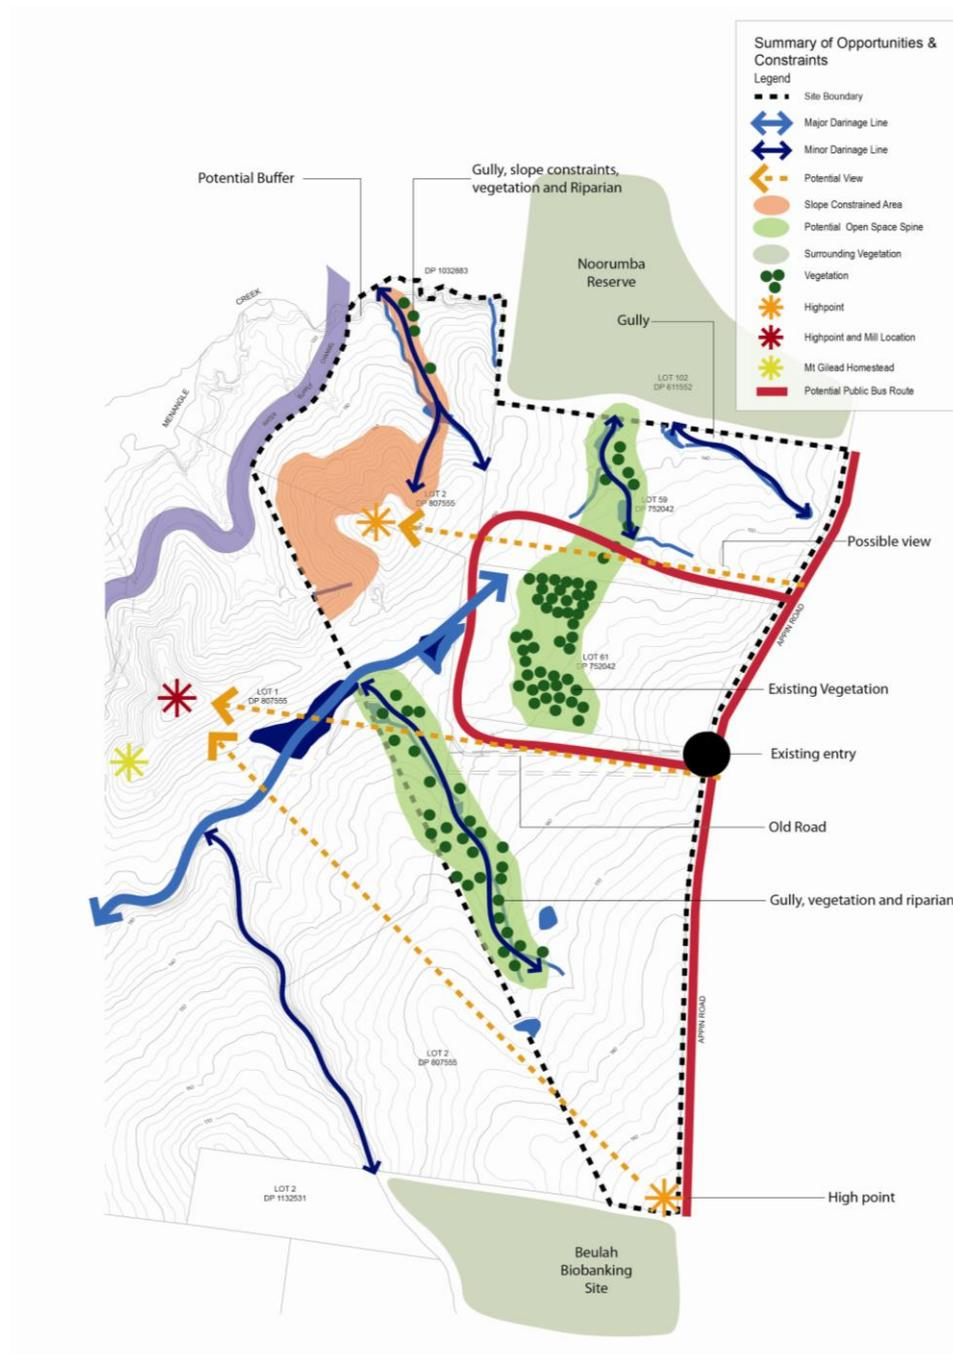 Summary of Opportunities &
Constraints
Legend
Site Boundary
Major Darinage Line
Minor Darinage Line
Potential View
Slope Constrained Area
Potential Open Space Spine
Surrounding Vegetation
Vegetation
Highpoint
Highpoint and Mill Location
Mt Gilead Homestead
Potential Public Bus Route
Potential Buffer
Gully, slope constraints,
vegetation and Riparian
DP 1032883
Noorumba
Reserve
CREEK
MENANGLE
WATER SUPPLY CHANNEL
Gully
LOT 102
DP 611552
LOT 2
DP 807555
LOT 59
DP 752042
Possible view
APPIN ROAD
LOT 61
DP 752042
Existing Vegetation
LOT 1
DP 807555
Existing entry
Old Road
Gully, vegetation and riparian
APPIN ROAD
LOT 2
DP 807555
LOT 2
DP 1132531
High point
Beulah
Biobanking
Site